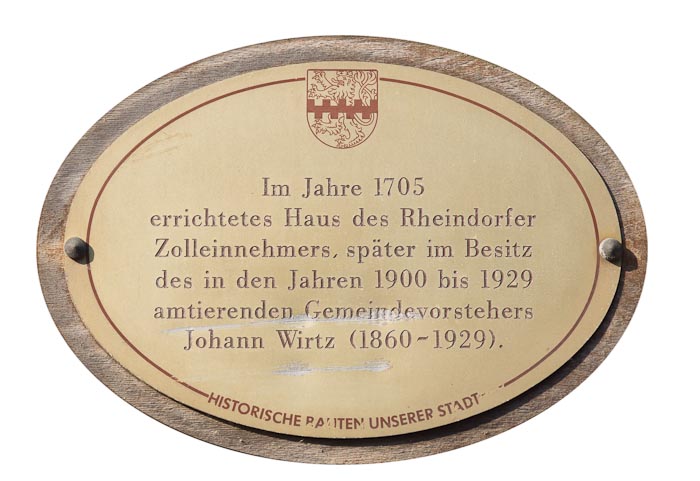 Im Jahre 1705
errichtetes Haus des Rheindorfer
Zolleinnehmers, später im Besitz
des in den Jahren 1900 bis 1929
amtierenden Gemeindevorstehers
Johann Wirtz (1860-1929).
HISTORISCHE BAUTEN UNSERER STADT